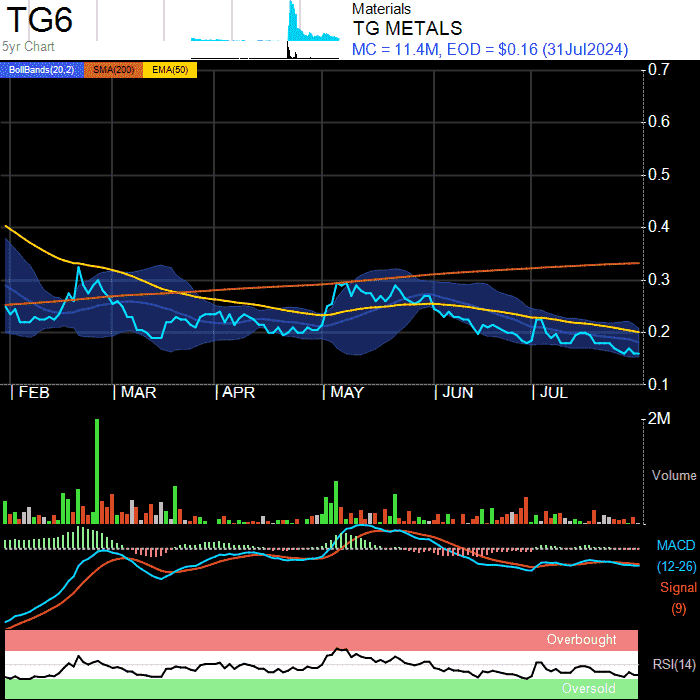 TG6
5yr Chart
Materials
TG METALS
MC = 11.4M, EOD = $0.16 (31Jul2024)
BollBands(20,2) SMA(200) EMA(50)
0.7
0.6
0.5
0.4
0.3
0.2
0.1
FEB MAR APR MAY JUN JUL
2M
Volume
MACD
(12-26)
Signal
(9)
Overbought
RSI(14)
Oversold